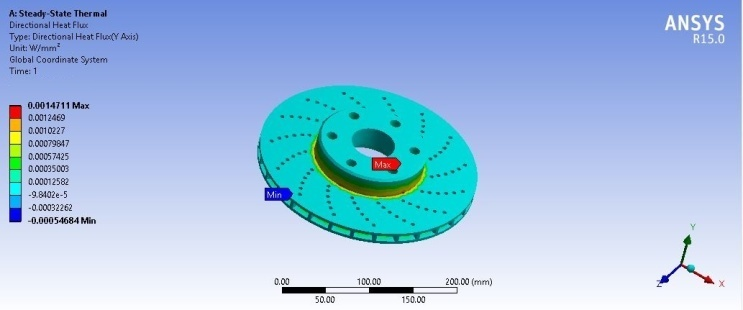 A: Steady-State Thermal
Directional Heat Flux
Type: Directional Heat Flux(Y Axis)
Unit: W/mm²
Global Coordinate System
Time: 1
0.0014711 Max
0.0012469
0.0010227
0.00079847
0.00057425
0.00035003
0.00012582
-9.8402e-5
-0.00032262
-0.00054684 Min
ANSYS
R15.0
Max
Min
0.00 100.00 200.00 (mm)
50.00 150.00
Y
Z X